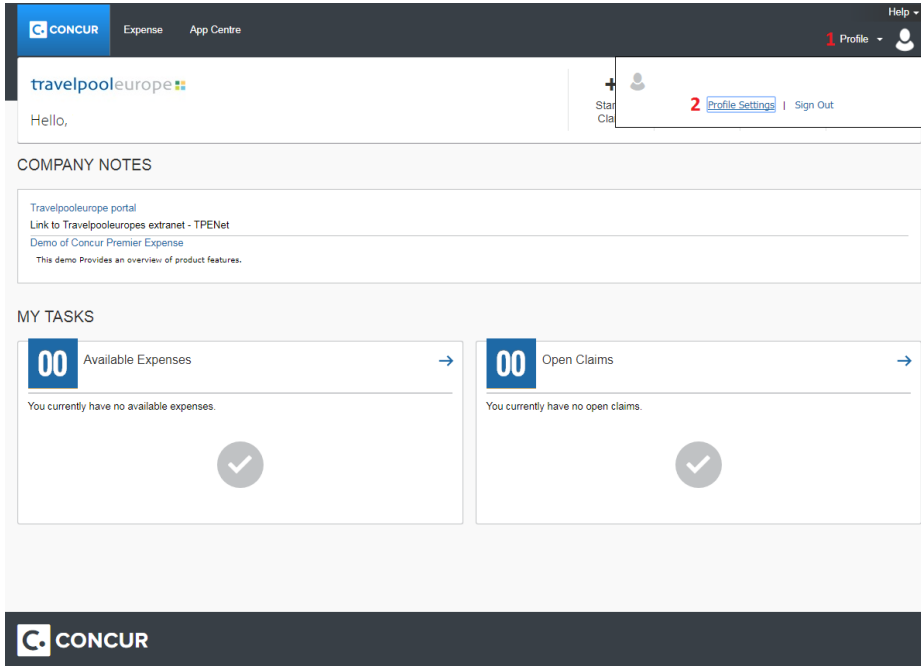 Help
C. CONCUR Expense App Centre
1 Profile
travelpooleurope
2 Profile Settings | Sign Out
Hello,
COMPANY NOTES
Travelpooleurope portal
Link to Travelpooleuropes extranet - TPENet
Demo of Concur Premier Expense
This demo Provides an overview of product features.
MY TASKS
00 Available Expenses
00 Open Claims
You currently have no available expenses.
You currently have no open claims.
C. CONCUR